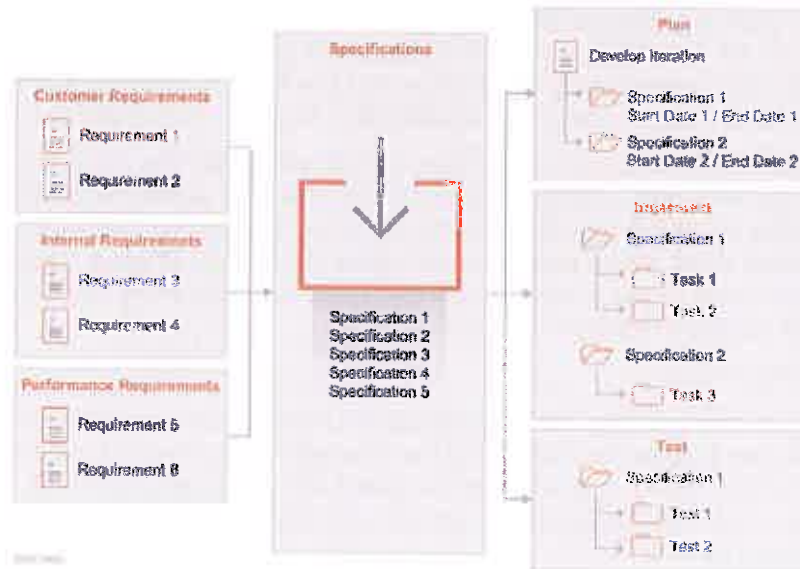 Customer Requirements
Requirement 1
Requirement 2
Internal Requirements
Requirement 3
Requirement 4
Performance Requirements
Requirement 5
Requirement 6
Specifications
Specification 1
Specification 2
Specification 3
Specification 4
Specification 5
Plan
Develop Iteration
Specification 1
Start Date 1 / End Date 1
Specification 2
Start Date 2 / End Date 2
Implement
Specification 1
Task 1
Task 2
Specification 2
Task 3
Test
Specification 1
Test 1
Test 2